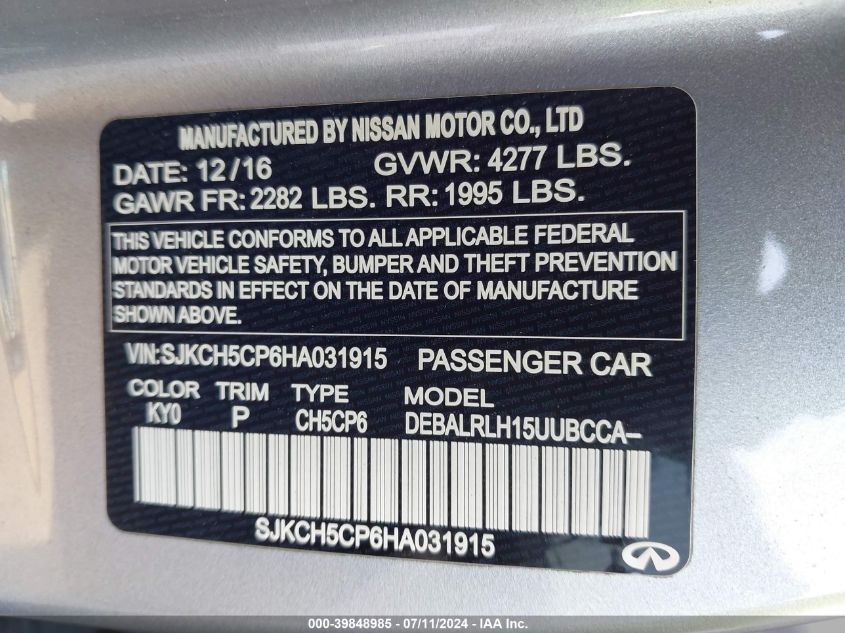 MANUFACTURED BY NISSAN MOTOR CO., LTD
DATE: 12/16 GVWR: 4277 LBS.
GAWR FR: 2282 LBS. RR: 1995 LBS.
THIS VEHICLE CONFORMS TO ALL APPLICABLE FEDERAL
MOTOR VEHICLE SAFETY, BUMPER AND THEFT PREVENTION
STANDARDS IN EFFECT ON THE DATE OF MANUFACTURE
SHOWN ABOVE.
VIN: SJKCH5CP6HA031915 PASSENGER CAR
COLOR TRIM TYPE MODEL
KY0 P CH5CP6 DEBALRLH15UUBCCA-
SJKCH5CP6HA031915
000-39848985 - 07/11/2024 - IAA Inc.